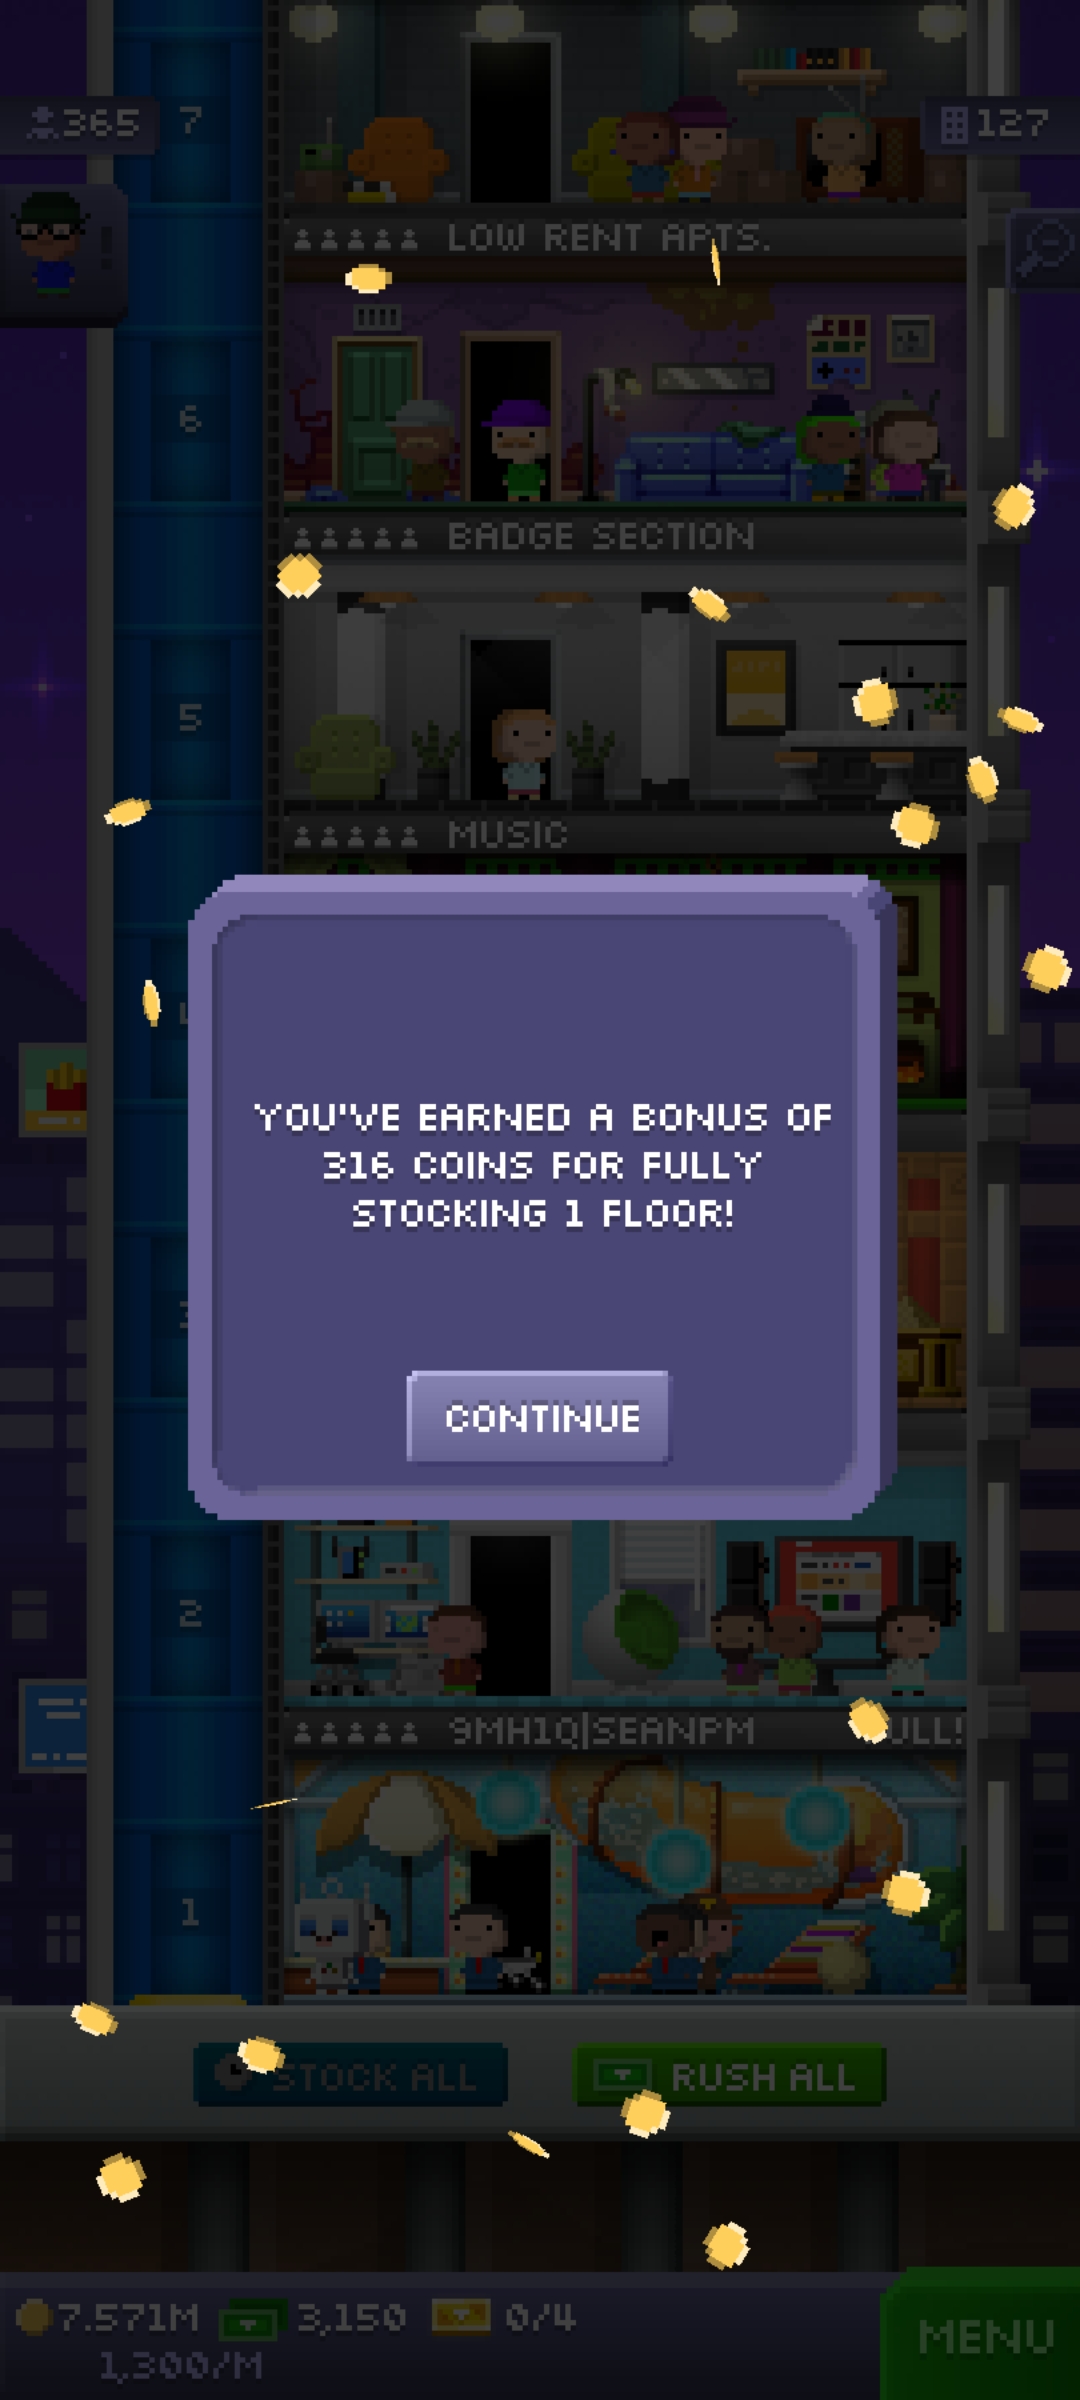 365
7
127
LOW RENT APTS.
6
BADGE SECTION
5
MUSIC
YOU'VE EARNED A BONUS OF
316 COINS FOR FULLY
STOCKING 1 FLOOR!
CONTINUE
2
9MH1Q|SEANPM
ULL!
1
STOCK ALL
RUSH ALL
7.571M
3,150
0/4
1,300/M
MENU